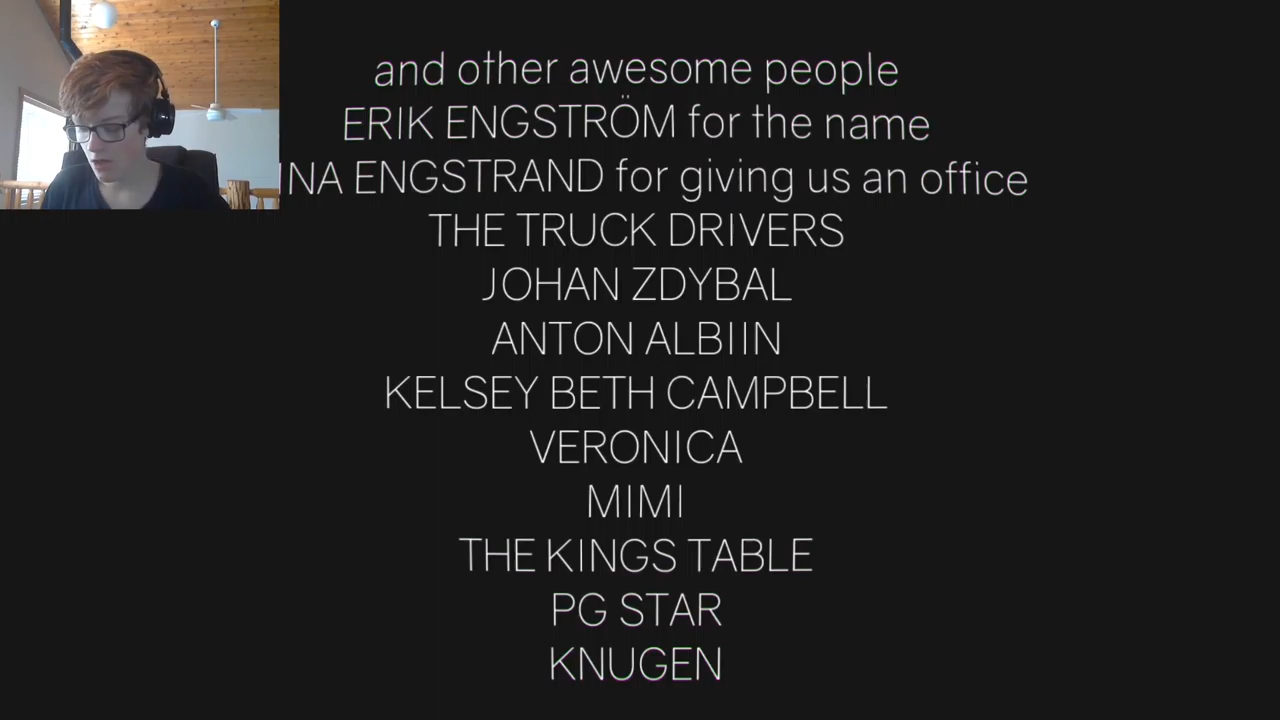 and other awesome people
ERIK ENGSTRÖM for the name
ENGSTRAND for giving us an office
THE TRUCK DRIVERS
JOHAN ZDYBAL
ANTON ALBIIN
KELSEY BETH CAMPBELL
VERONICA
MIMI
THE KINGS TABLE
PG STAR
KNUGEN